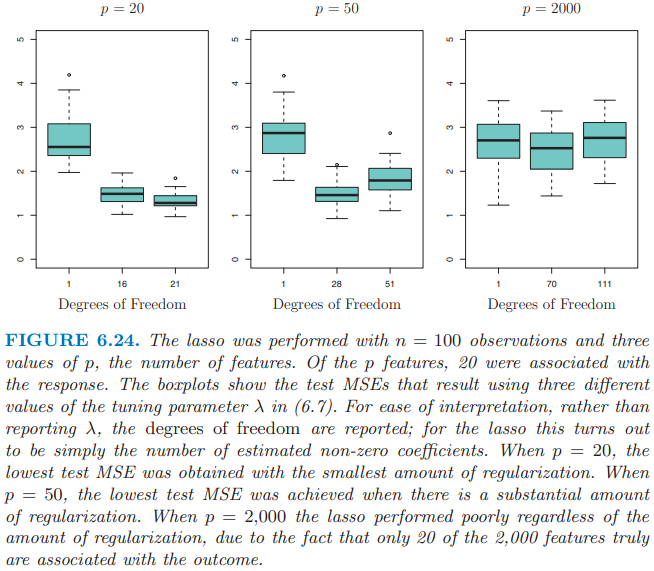 p = 20
p = 50
p = 2000
0 1 2 3 4 5
0 1 2 3 4 5
0 1 2 3 4 5
1 16 21
1 28 51
1 70 111
Degrees of Freedom
Degrees of Freedom
Degrees of Freedom
FIGURE 6.24. The lasso was performed with n = 100 observations and three
values of p, the number of features. Of the p features, 20 were associated with
the response. The boxplots show the test MSEs that result using three different
values of the tuning parameter λ in (6.7). For ease of interpretation, rather than
reporting λ, the degrees of freedom are reported; for the lasso this turns out
to be simply the number of estimated non-zero coefficients. When p = 20, the
lowest test MSE was obtained with the smallest amount of regularization. When
p = 50, the lowest test MSE was achieved when there is a substantial amount
of regularization. When p = 2,000 the lasso performed poorly regardless of the
amount of regularization, due to the fact that only 20 of the 2,000 features truly
are associated with the outcome.